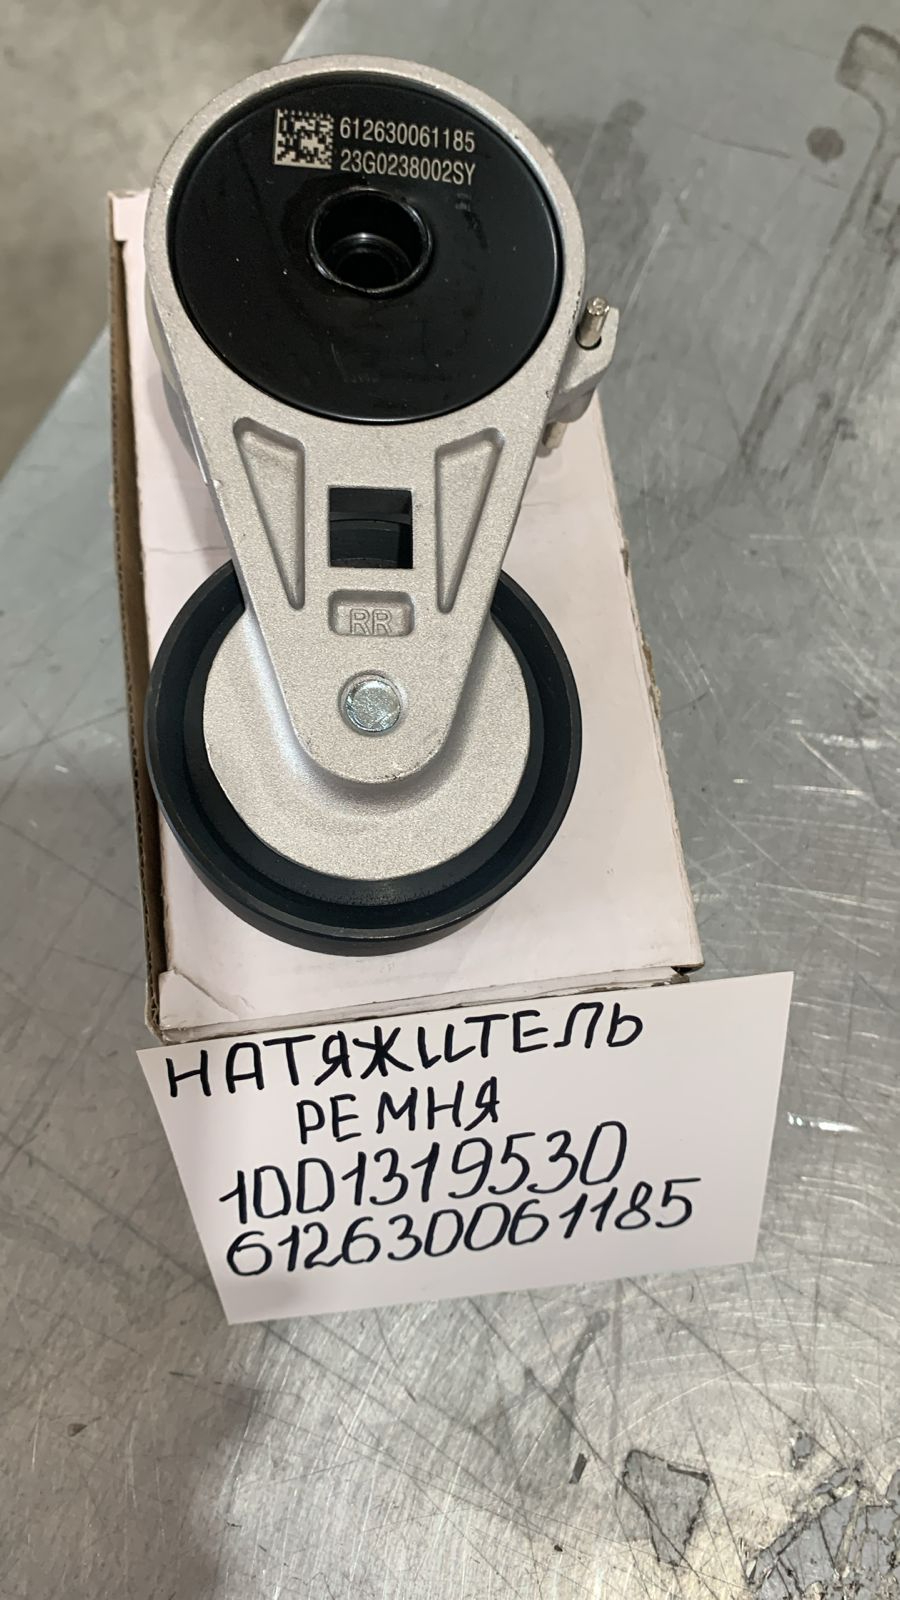 612630061185
23G0238002SY
RR
НАТЯЖИТЕЛЬ
РЕМНЯ
1001319530
612630061185